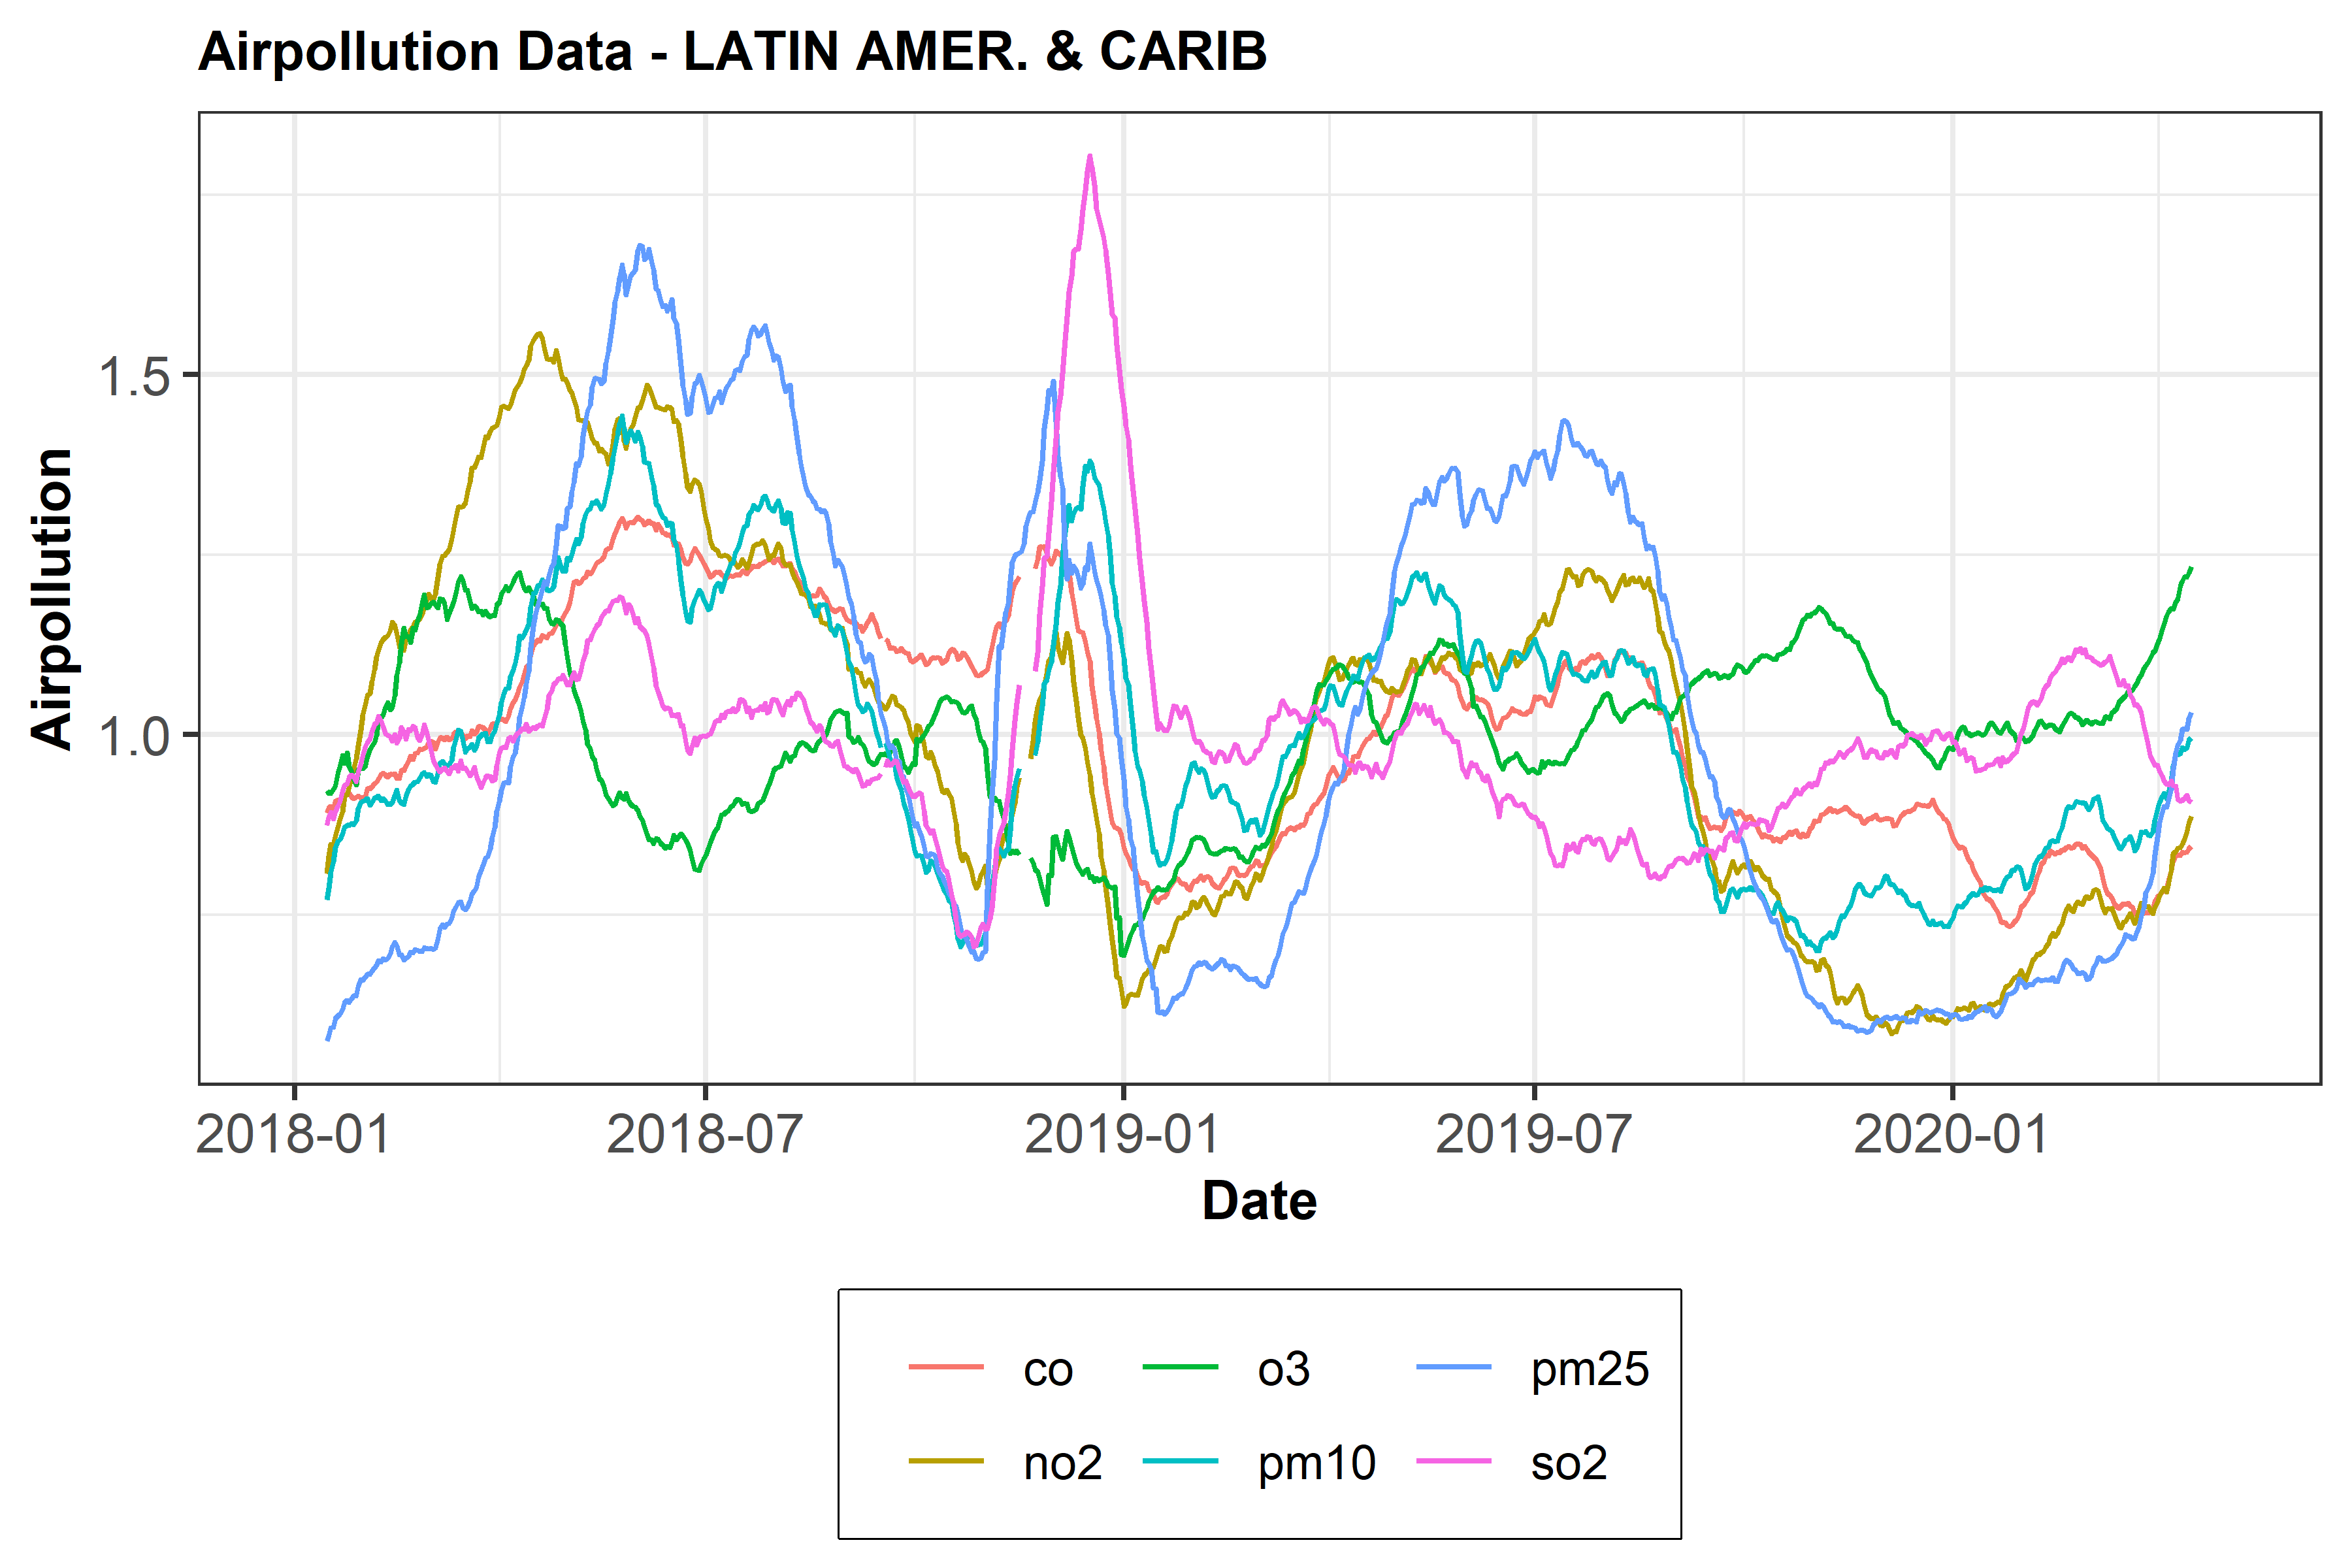 Airpollution Data - LATIN AMER. & CARIB
Airpollution
1.5
1.0
2018-01 2018-07 2019-01 2019-07 2020-01
Date
co o3 pm25
no2 pm10 so2